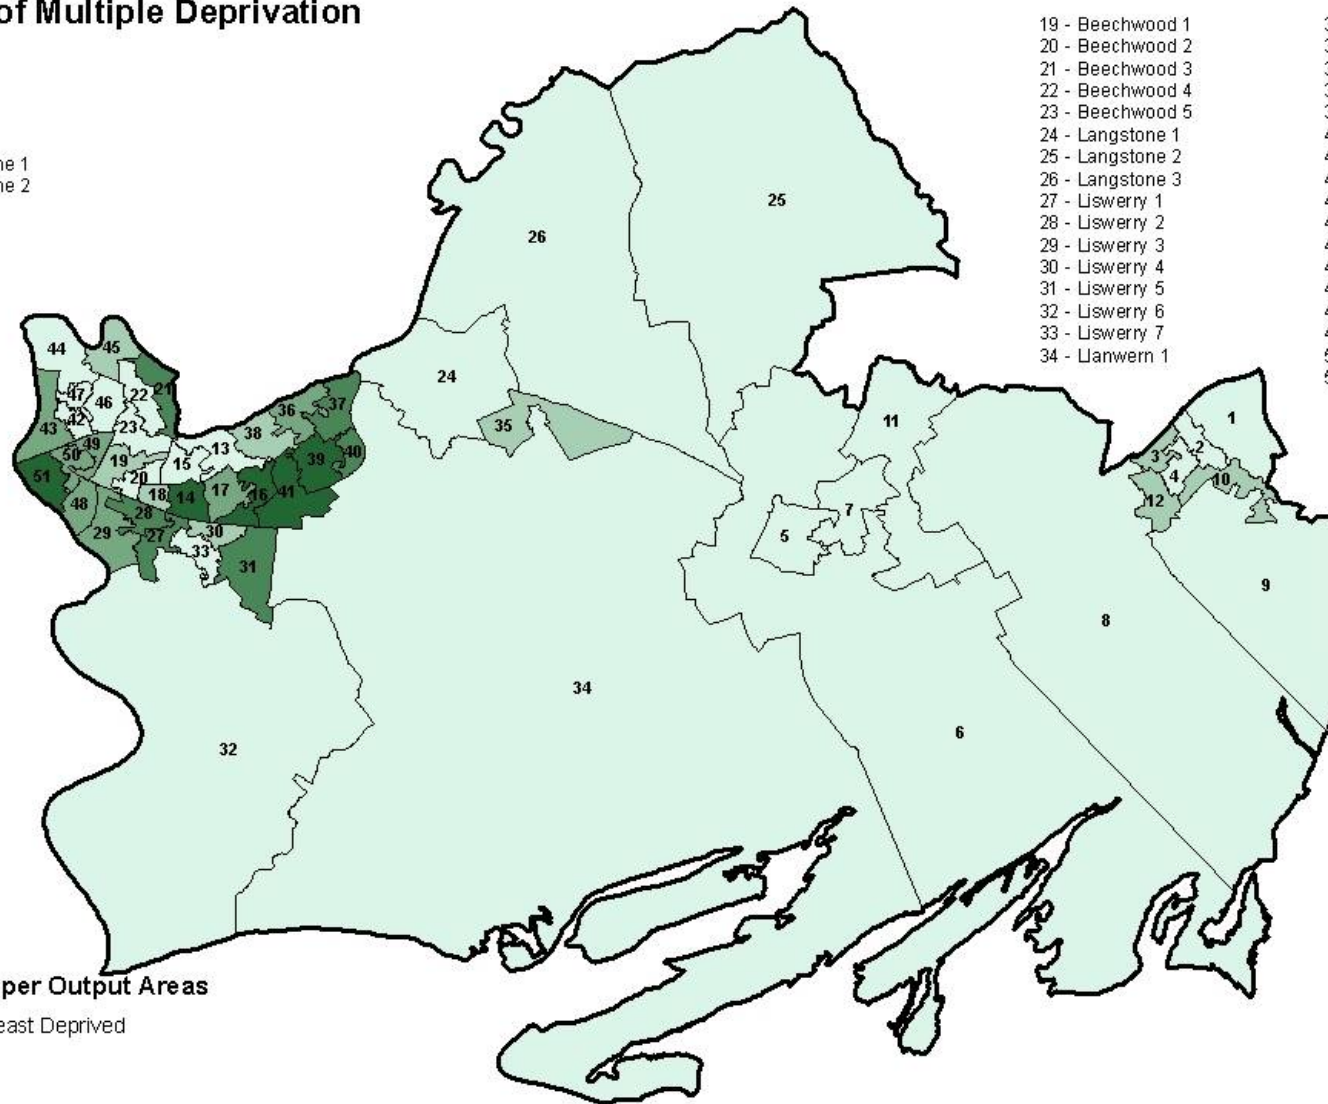 of Multiple Deprivation
ne 1
ne 2
19 - Beechwood 1
20 - Beechwood 2
21 - Beechwood 3
22 - Beechwood 4
23 - Beechwood 5
24 - Langstone 1
25 - Langstone 2
26 - Langstone 3
27 - Liswerry 1
28 - Liswerry 2
29 - Liswerry 3
30 - Liswerry 4
31 - Liswerry 5
32 - Liswerry 6
33 - Liswerry 7
34 - Llanwern 1
25
26
44
45
47
46
22
21
42
23
43
49
50
19
51
20
15
13
38
36
37
24
35
11
1
2
3
4
10
12
39
40
41
16
17
14
18
48
28
29
27
30
33
31
5
7
9
8
34
6
32
per Output Areas
east Deprived